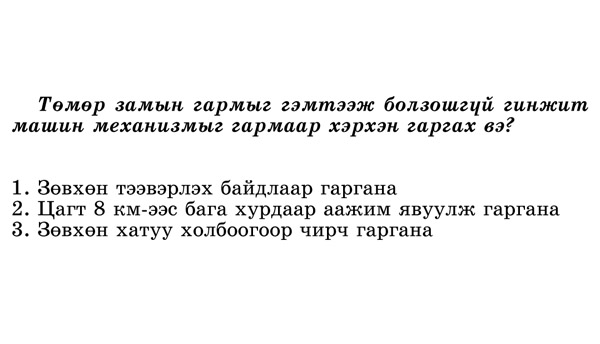 Төмөр замын гармыг гэмтээж болзошгүй гинжит
машин механизмыг гармаар хэрхэн гаргах вэ?
1. Зөвхөн тээвэрлэх байдлаар гаргана
2. Цагт 8 км-ээс бага хурдаар аажим явуулж гаргана
3. Зөвхөн хатуу холбоогоор чирч гаргана